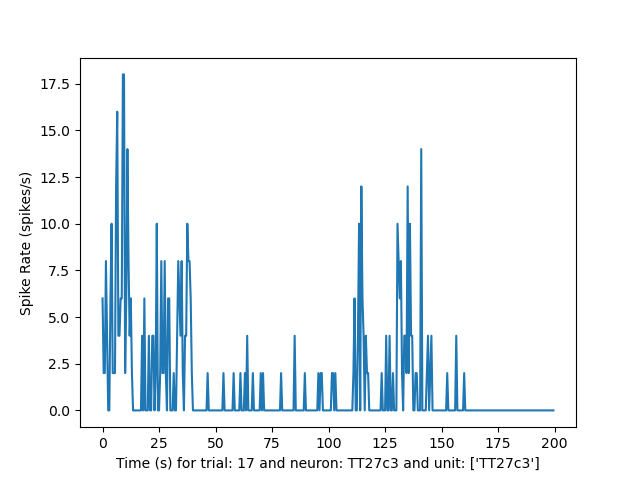 17.5
15.0
12.5
10.0
7.5
5.0
2.5
0.0
Spike Rate (spikes/s)
0 25 50 75 100 125 150 175 200
Time (s) for trial: 17 and neuron: TT27c3 and unit: ['TT27c3']